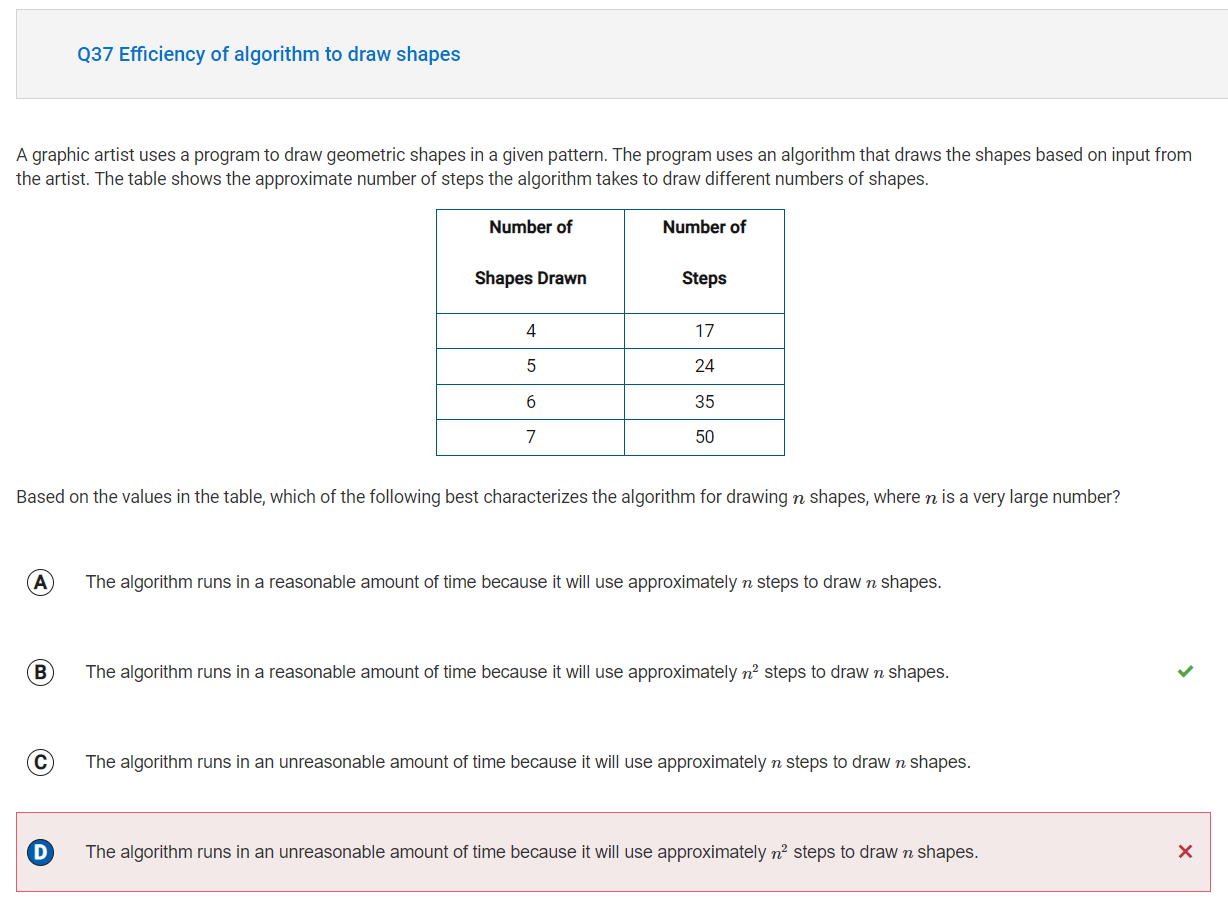 Q37 Efficiency of algorithm to draw shapes
A graphic artist uses a program to draw geometric shapes in a given pattern. The program uses an algorithm that draws the shapes based on input from
the artist. The table shows the approximate number of steps the algorithm takes to draw different numbers of shapes.
Number of Number of
Shapes Drawn Steps
4 17
5 24
6 35
7 50
Based on the values in the table, which of the following best characterizes the algorithm for drawing n shapes, where n is a very large number?
A The algorithm runs in a reasonable amount of time because it will use approximately n steps to draw n shapes.
B The algorithm runs in a reasonable amount of time because it will use approximately n² steps to draw n shapes.
C The algorithm runs in an unreasonable amount of time because it will use approximately n steps to draw n shapes.
D The algorithm runs in an unreasonable amount of time because it will use approximately n² steps to draw n shapes.